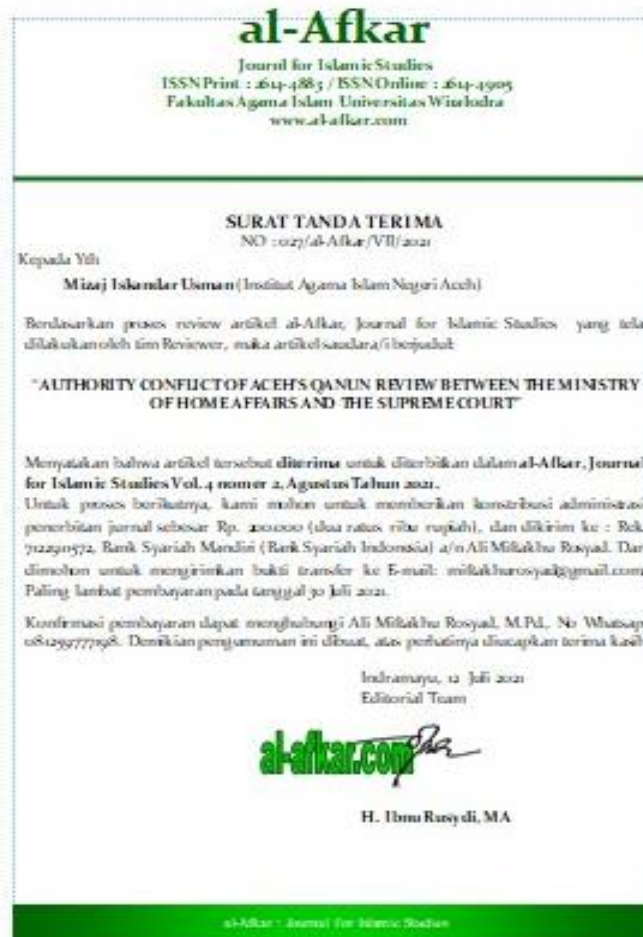 al-Afkar
Journal for Islamic Studies
ISSN Print : 2614-4883 / ISSN Online : 2614-4905
Fakultas Agama Islam Universitas Wiralodra
www.al-afkar.com
SURAT TANDA TERIMA
NO : 027/al-Afkar/VII/2021
Kepada Yth
Mizaj Iskandar Usman (Institut Agama Islam Negeri Aceh)
Berdasarkan proses review artikel al-Afkar, Journal for Islamic Studies yang tela
dilakukan oleh tim Reviewer, maka artikel saudara/i berjudul:
"AUTHORITY CONFLICT OF ACEH'S QANUN REVIEW BETWEEN THE MINISTRY
OF HOME AFFAIRS AND THE SUPREME COURT"
Menyatakan bahwa artikel tersebut diterima untuk diterbitkan dalam al-Afkar, Journal
for Islamic Studies Vol. 4 nomer 2, Agustus Tahun 2021.
Untuk proses berikutnya, kami mohon untuk memberikan konstribusi administrasi
penerbitan jurnal sebesar Rp. 200.000 (dua ratus ribu rupiah), dan dikirim ke : Rek.
7122910572, Bank Syariah Mandiri (Bank Syariah Indonesia) a/n Ali Miftakhu Rosyad. Dan
dimohon untuk mengirimkan bukti transfer ke E-mail: miftakhurosyad@gmail.com
Paling lambat pembayaran pada tanggal 30 Juli 2021.
Konfirmasi pembayaran dapat menghubungi Ali Miftakhu Rosyad, M.Pd., No Whatsap
Demikian pengumuman ini dibuat, atas perhatinya diucapkan terima kasih
Indramayu, 12 Juli 2021
Editorial Team
al-afkar.com
H. Ibnu Rusydi, MA
al-Afkar : Journal for Islamic Studies